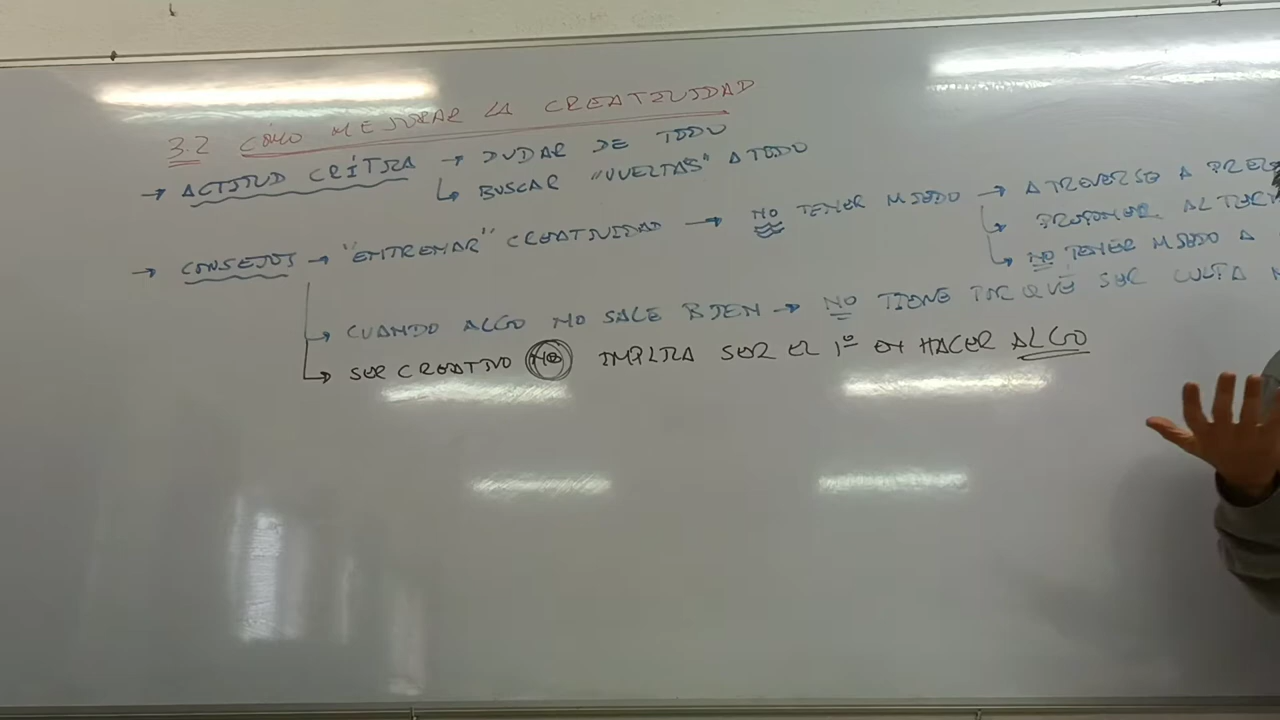 3.2 CÓMO MEJORAR LA CREATIVIDAD
→ ACTITUD CRÍTICA → DUDAR DE TODO
↳ BUSCAR "VUELTAS" A TODO
→ CONSEJOS → "ENTRENAR" CREATIVIDAD → NO TENER MIEDO → ATREVERSE A
↳ PROPONER
↳ NO TENER MIEDO A
↳ CUANDO ALGO NO SALE BIEN → NO TIENE POR QUÉ SER CULPA
↳ SER CREATIVO NO IMPLICA SER EL 1º EN HACER ALGO